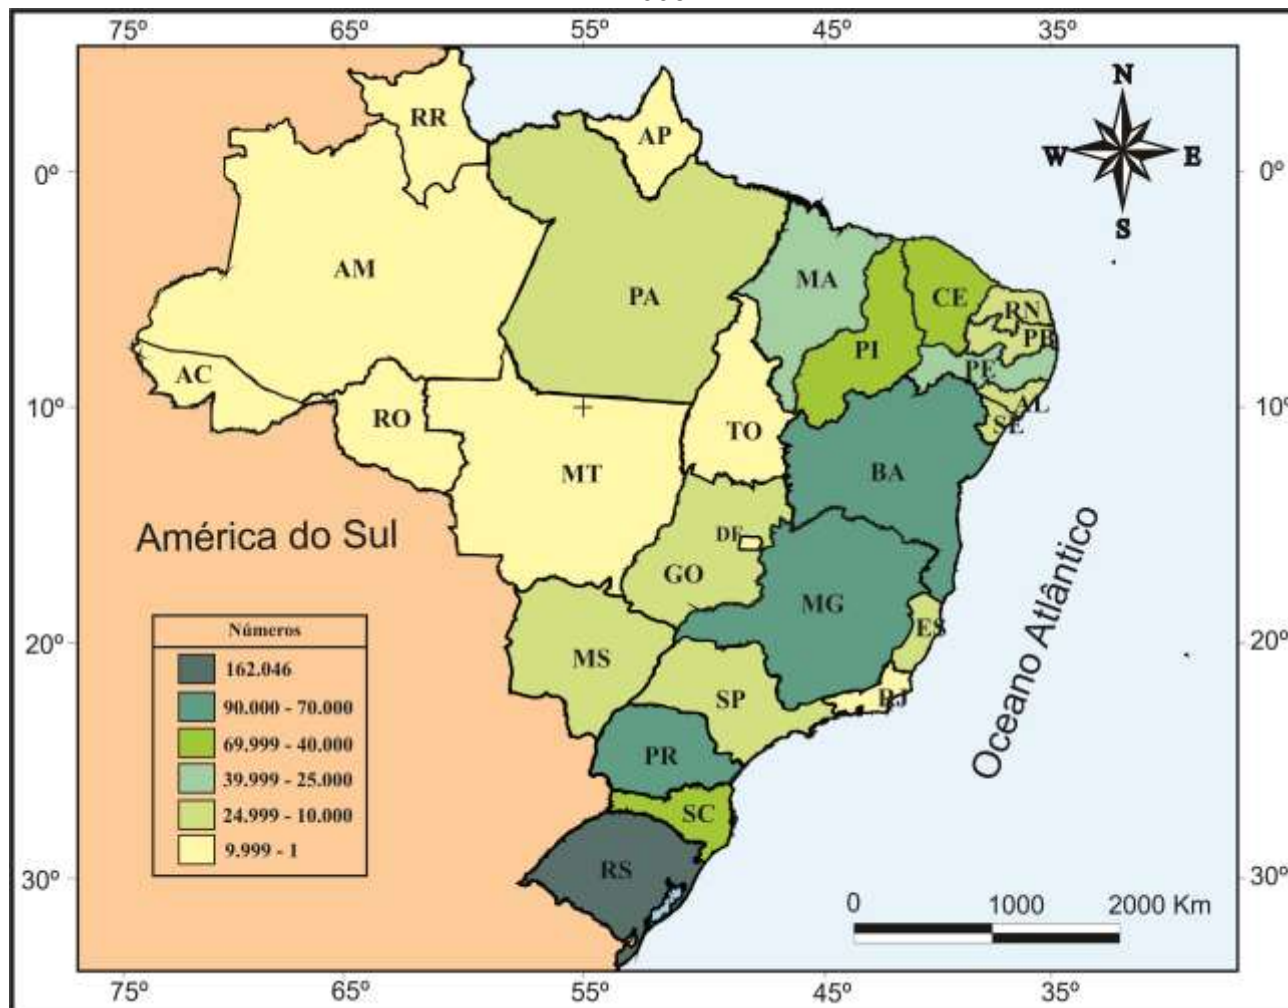 75º 65º 55º 45º 35º
N
W E
S
RR
AP
0º 0º
AM
PA
MA
CE
RN
PB
PI
PE
AC
AL
10º 10º
RO
TO
SE
MT
BA
América do Sul
DF
GO
MG
Oceano Atlântico
ES
Números
20º 20º
MS
162.046
SP
RJ
90.000 - 70.000
69.999 - 40.000
PR
39.999 - 25.000
SC
24.999 - 10.000
9.999 - 1
RS
30º 30º
0 1000 2000 Km
75º 65º 55º 45º 35º